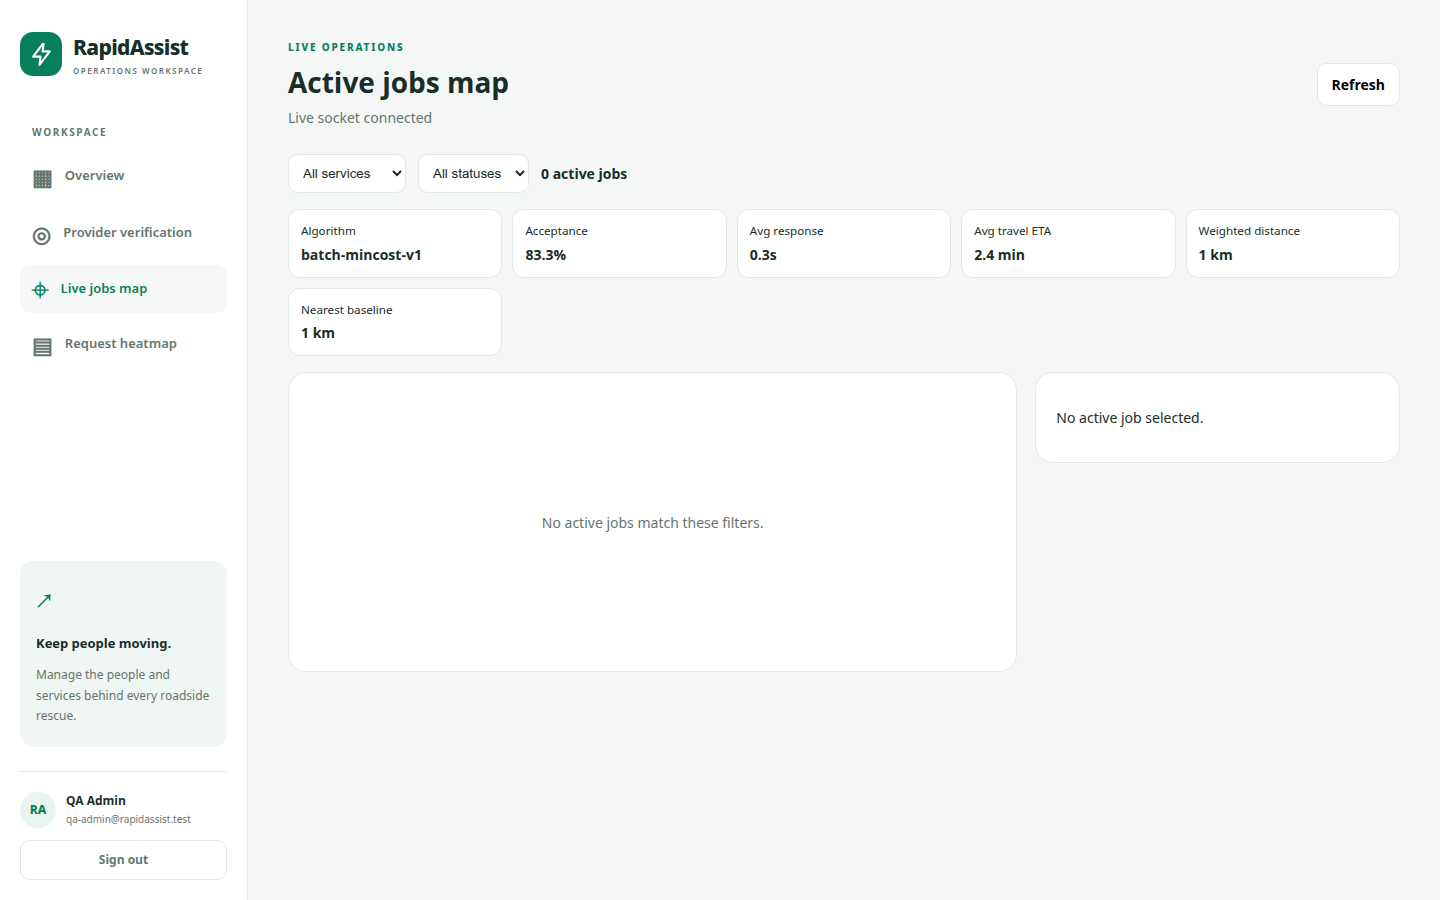 RapidAssist
OPERATIONS WORKSPACE
WORKSPACE
Overview
Provider verification
Live jobs map
Request heatmap
Keep people moving.
Manage the people and
services behind every roadside
rescue.
RA
QA Admin
qa-admin@rapidassist.test
Sign out
LIVE OPERATIONS
Active jobs map
Live socket connected
Refresh
All services
All statuses
0 active jobs
Algorithm
batch-mincost-v1
Acceptance
83.3%
Avg response
0.3s
Avg travel ETA
2.4 min
Weighted distance
1 km
Nearest baseline
1 km
No active jobs match these filters.
No active job selected.